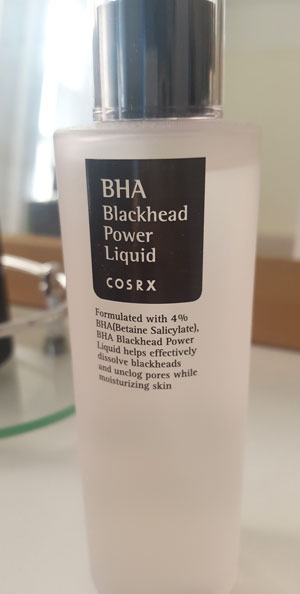 BHA
Blackhead
Power
Liquid
COSRX
Formulated with 4%
BHA(Betaine Salicylate),
BHA Blackhead Power
Liquid helps effectively
dissolve blackheads
and unclog pores while
moisturizing skin